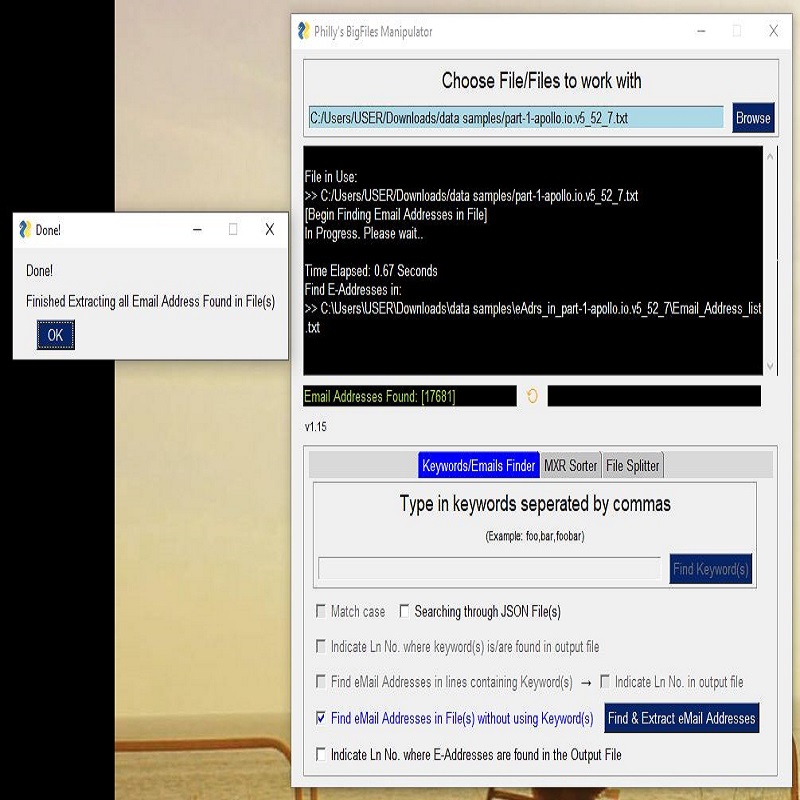 Philly's BigFiles Manipulator
Choose File/Files to work with
C:/Users/USER/Downloads/data samples/part-1-apollo.io.v5_52_7.txt
Browse
File in Use:
>> C:/Users/USER/Downloads/data samples/part-1-apollo.io.v5_52_7.txt
[Begin Finding Email Addresses in File]
In Progress. Please wait..
Time Elapsed: 0.67 Seconds
Find E-Addresses in:
>> C:\Users\USER\Downloads\data samples\eAdrs_in_part-1-apollo.io.v5_52_7\Email_Address_list
.txt
Done!
Done!
Finished Extracting all Email Address Found in File(s)
OK
Email Addresses Found: [17681]
v1.15
Keywords/Emails Finder MXR Sorter File Splitter
Type in keywords seperated by commas
(Example: foo,bar,foobar)
Find Keyword(s)
Match case Searching through JSON File(s)
Indicate Ln No. where keyword(s) is/are found in output file
Find eMail Addresses in lines containing Keyword(s) → Indicate Ln No. in output file
Find eMail Addresses in File(s) without using Keyword(s) Find & Extract eMail Addresses
Indicate Ln No. where E-Addresses are found in the Output File